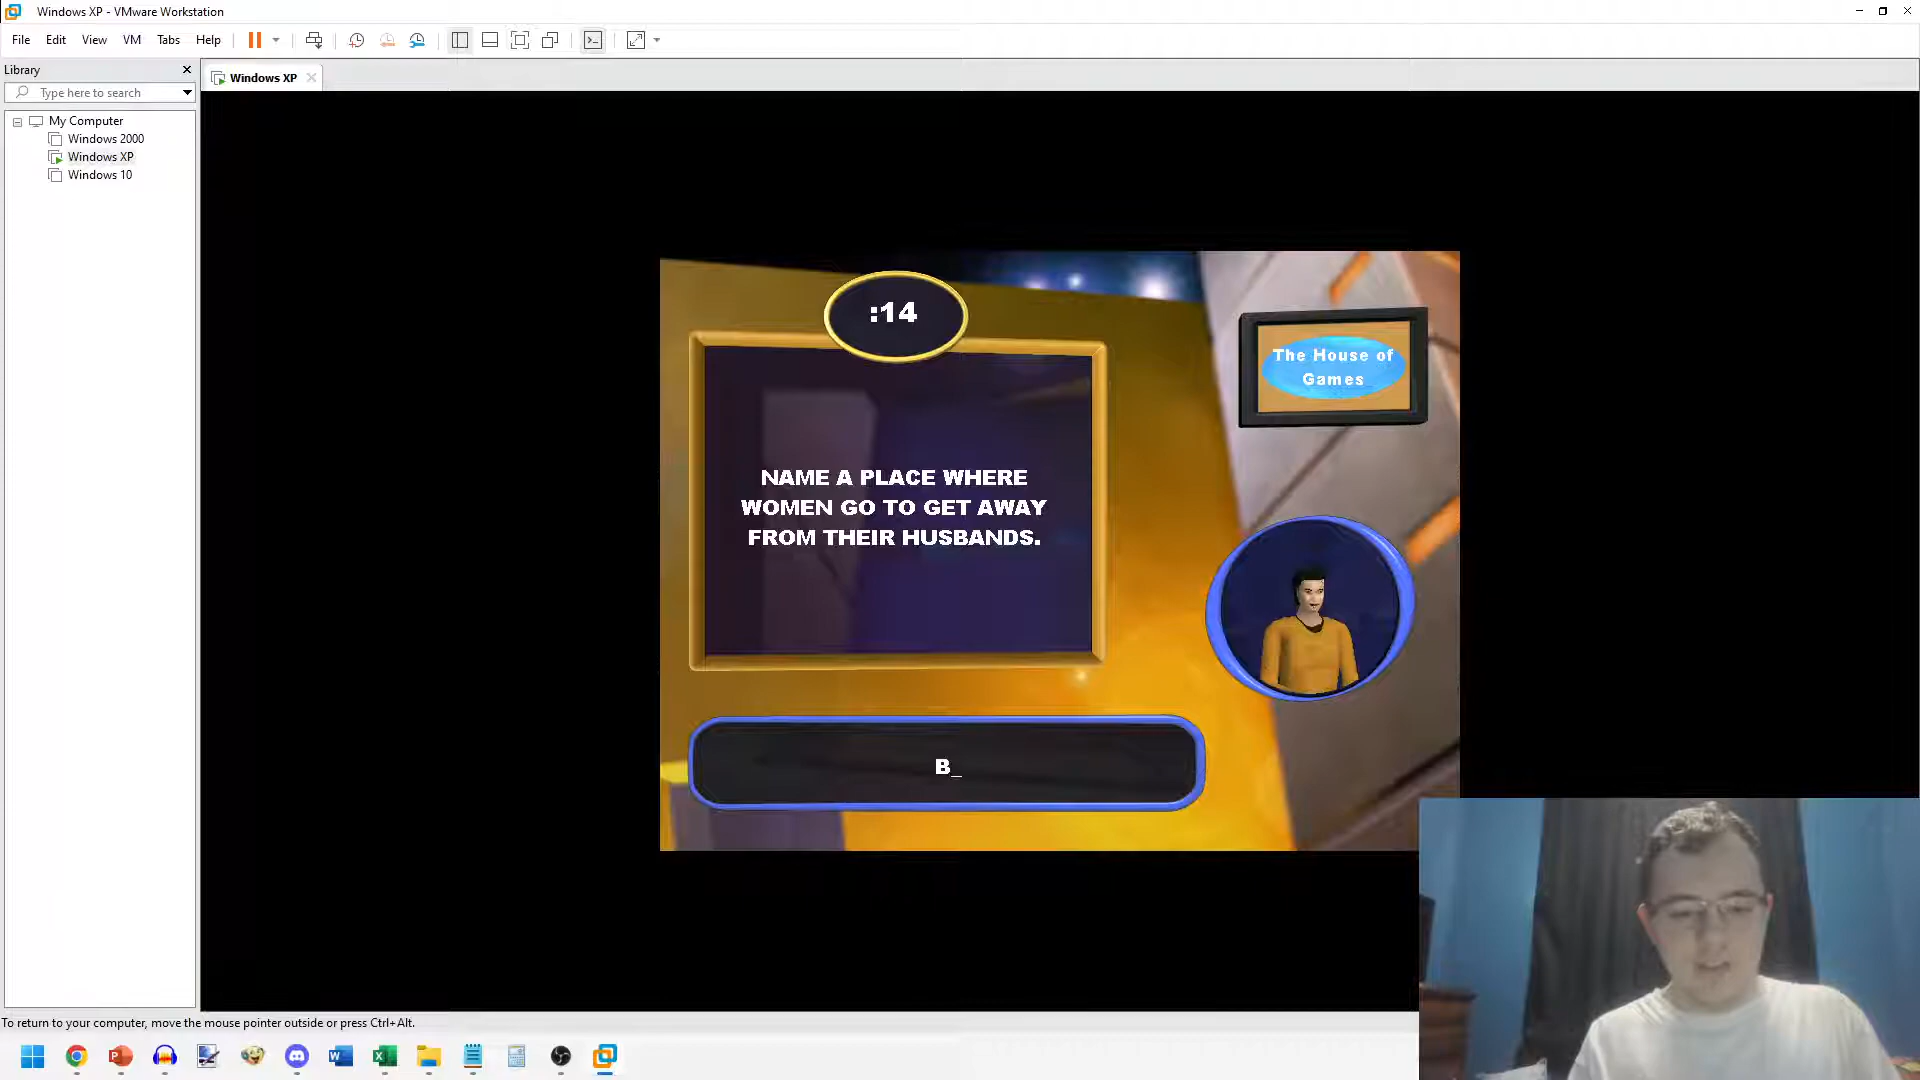 Windows XP - VMware Workstation
File Edit View VM Tabs Help
Library
Type here to search
My Computer
Windows 2000
Windows XP
Windows 10
Windows XP
:14
NAME A PLACE WHERE
WOMEN GO TO GET AWAY
FROM THEIR HUSBANDS.
The House of
Games
B_
To return to your computer, move the mouse pointer outside or press Ctrl+Alt.